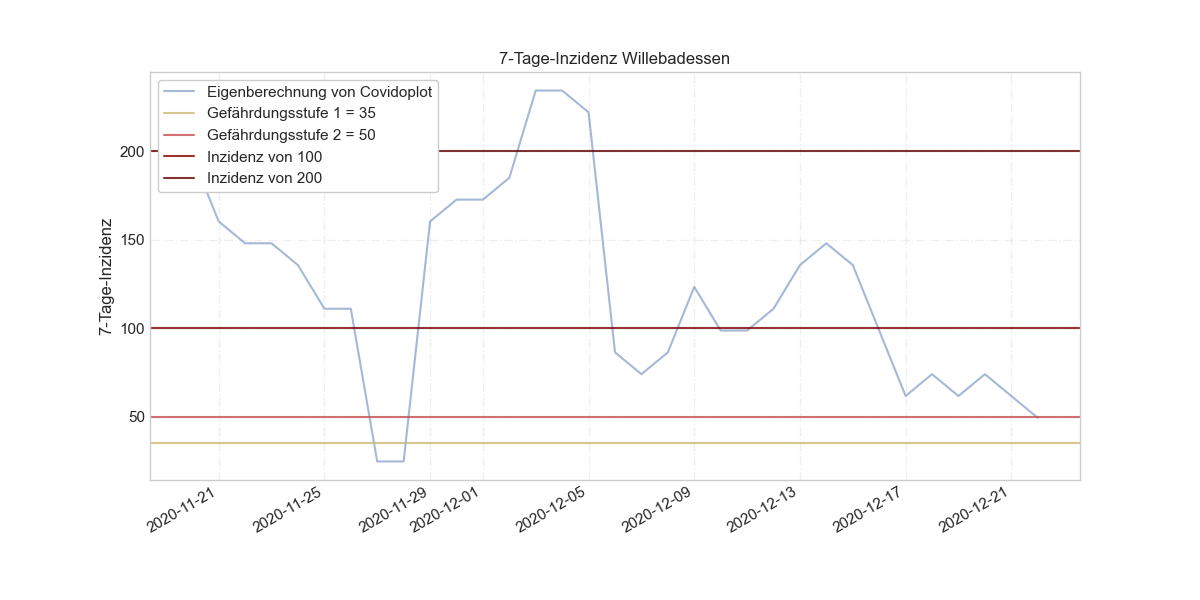 7-Tage-Inzidenz Willebadessen
Eigenberechnung von Covidoplot
Gefährdungsstufe 1 = 35
Gefährdungsstufe 2 = 50
Inzidenz von 100
Inzidenz von 200
7-Tage-Inzidenz
200
150
100
50
2020-11-21
2020-11-25
2020-11-29
2020-12-01
2020-12-05
2020-12-09
2020-12-13
2020-12-17
2020-12-21